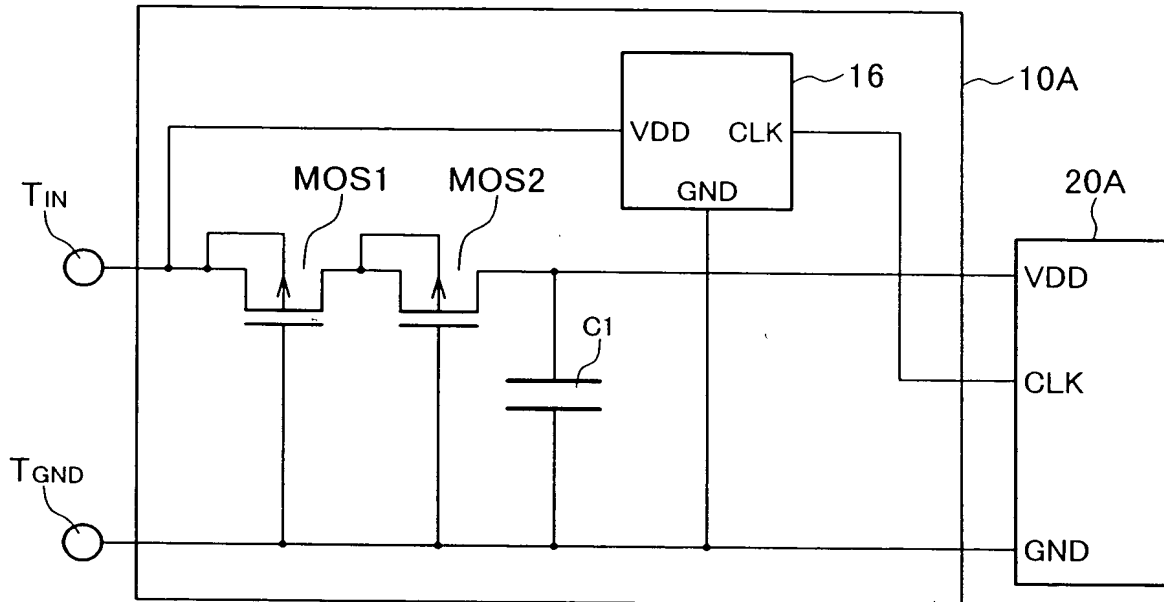 16
10A
VDD
CLK
GND
MOS1
MOS2
TIN
20A
VDD
C1
CLK
TGND
GND